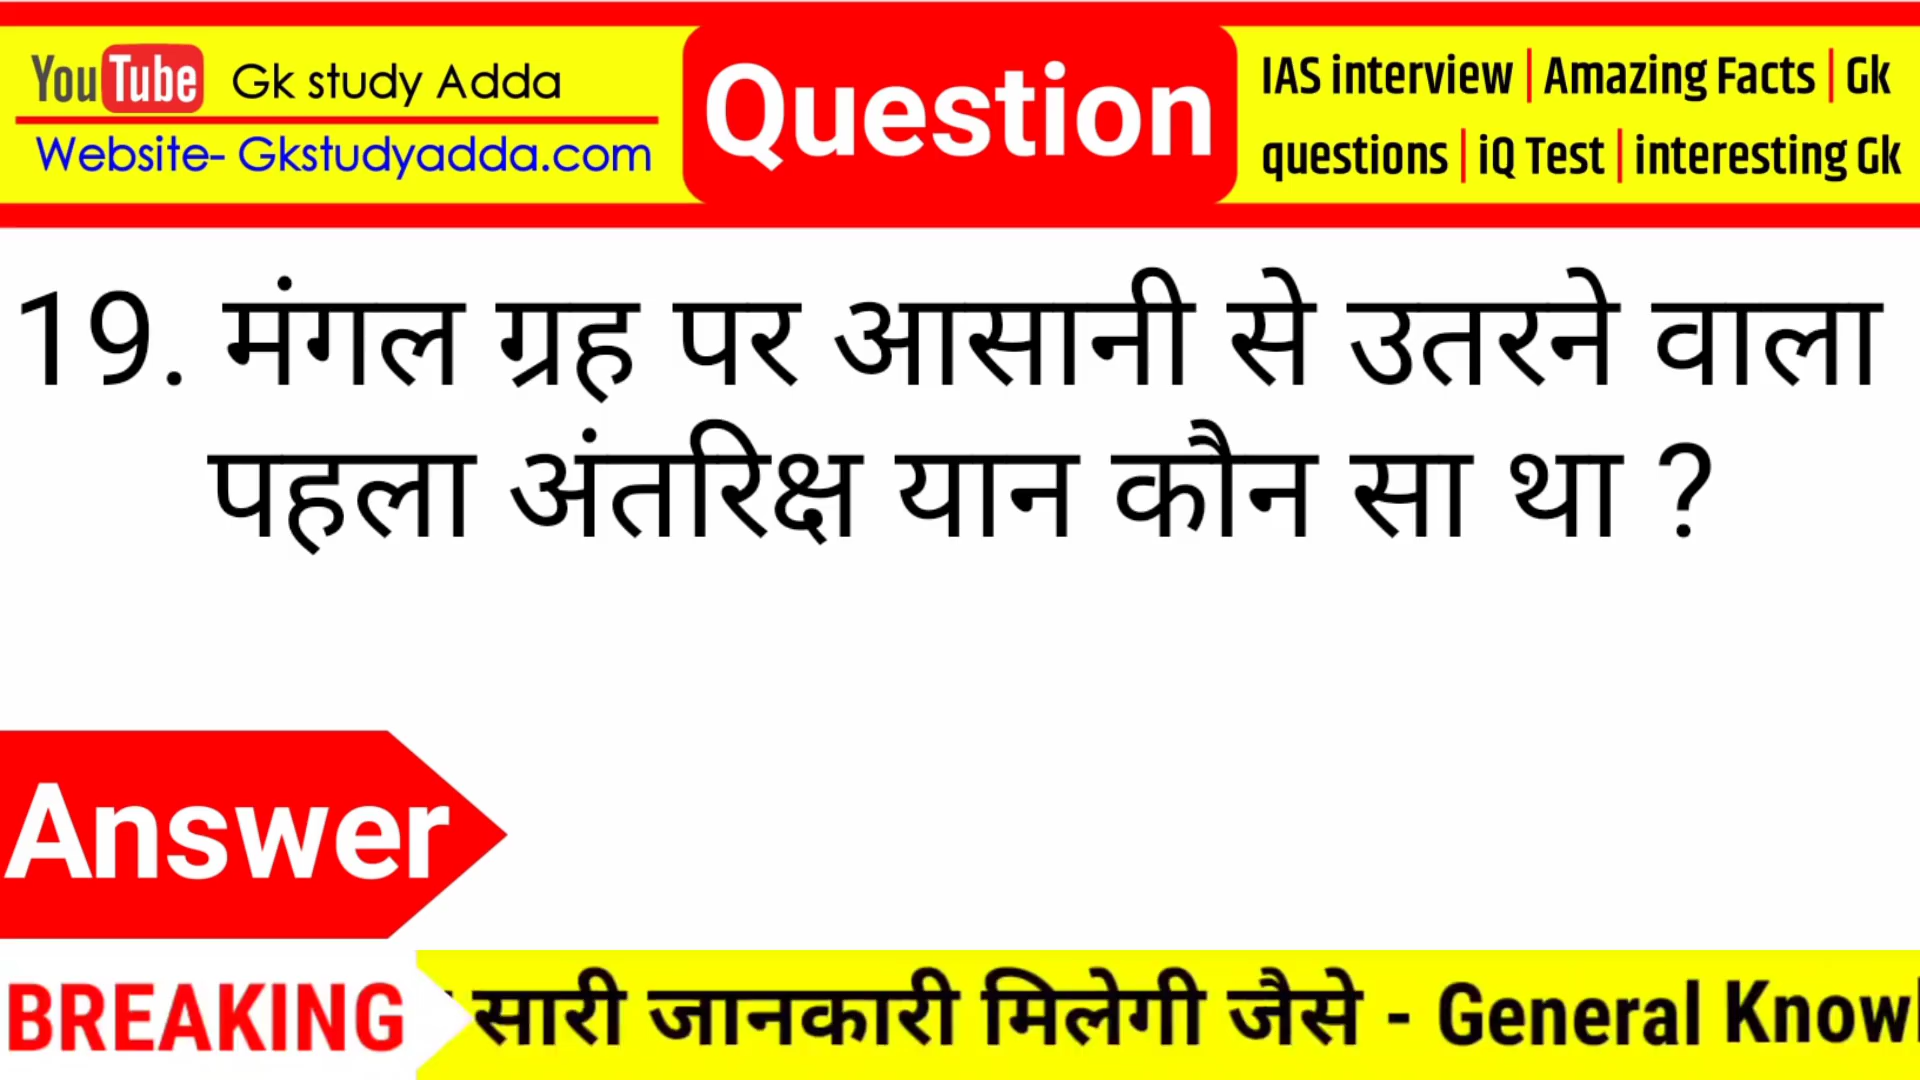 YouTube Gk study Adda
Website- Gkstudyadda.com
Question
IAS interview | Amazing Facts | Gk
questions | iQ Test | interesting Gk
19. मंगल ग्रह पर आसानी से उतरने वाला
पहला अंतरिक्ष यान कौन सा था ?
Answer
BREAKING
सारी जानकारी मिलेगी जैसे - General Know